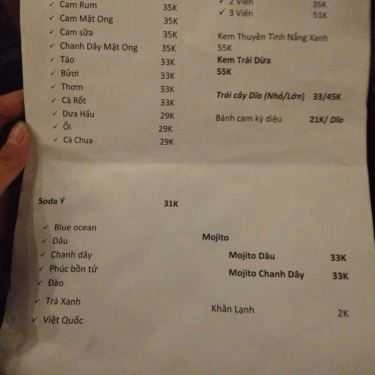 ✓ Cam Rum 35K
✓ Cam Mật Ong 35K
✓ Cam sữa 35K
✓ Chanh Dây Mật Ong 35K
✓ Táo 33K
✓ Bưởi 33K
✓ Thơm 33K
✓ Cà Rốt 33K
✓ Dưa Hấu 29K
✓ Ổi 29K
✓ Cà Chua 29K
✓ 2 Viên 35K
✓ 3 Viên 51K
Kem Thuyền Tình Nắng Xanh
55K
Kem Trái Dừa
55K
Trái cây Dĩa (Nhỏ/Lớn) 33/45K
Bánh cam kỳ diệu 21K/ Dĩa
Soda Ý 31K
✓ Blue ocean
✓ Dâu
✓ Chanh dây
✓ Phúc bồn tử
✓ Đào
✓ Trà Xanh
✓ Việt Quốc
Mojito
Mojito Dâu 33K
Mojito Chanh Dây 33K
Khăn Lạnh 2K